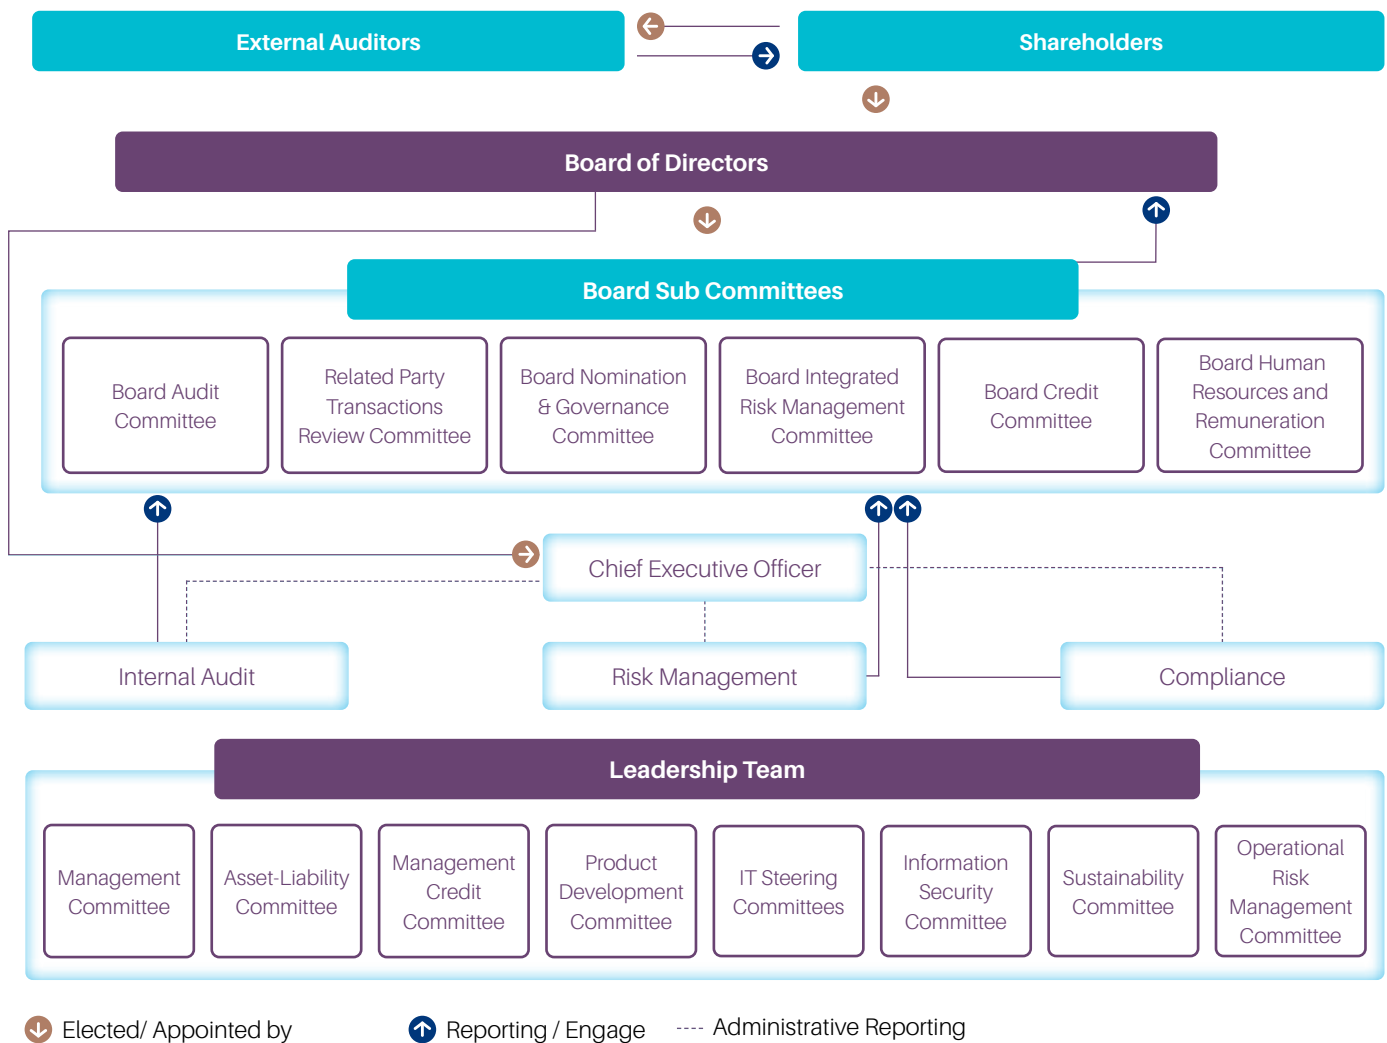 External Auditors
Shareholders
Board of Directors
Board Sub Committees
Board Audit
Committee
Related Party
Transactions
Review Committee
Board Nomination
& Governance
Committee
Board Integrated
Risk Management
Committee
Board Credit
Committee
Board Human
Resources and
Remuneration
Committee
Chief Executive Officer
Internal Audit
Risk Management
Compliance
Leadership Team
Management
Committee
Asset-Liability
Committee
Management
Credit
Committee
Product
Development
Committee
IT Steering
Committees
Information
Security
Committee
Sustainability
Committee
Operational
Risk
Management
Committee
Elected/ Appointed by
Reporting / Engage
Administrative Reporting